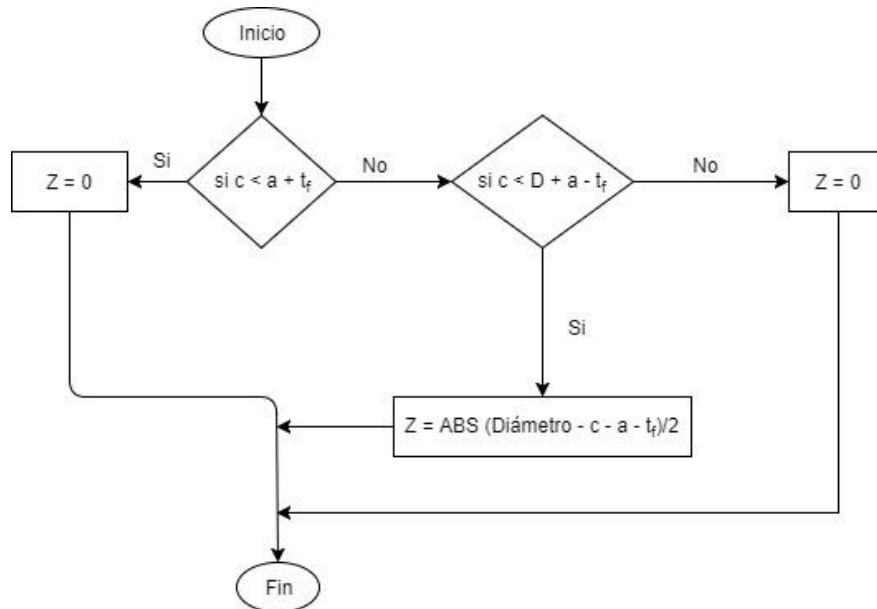 Inicio
Si
No
No
Z = 0
si c < a + tf
si c < D + a - tf
Z = 0
Si
Z = ABS (Diámetro - c - a - tf)/2
Fin